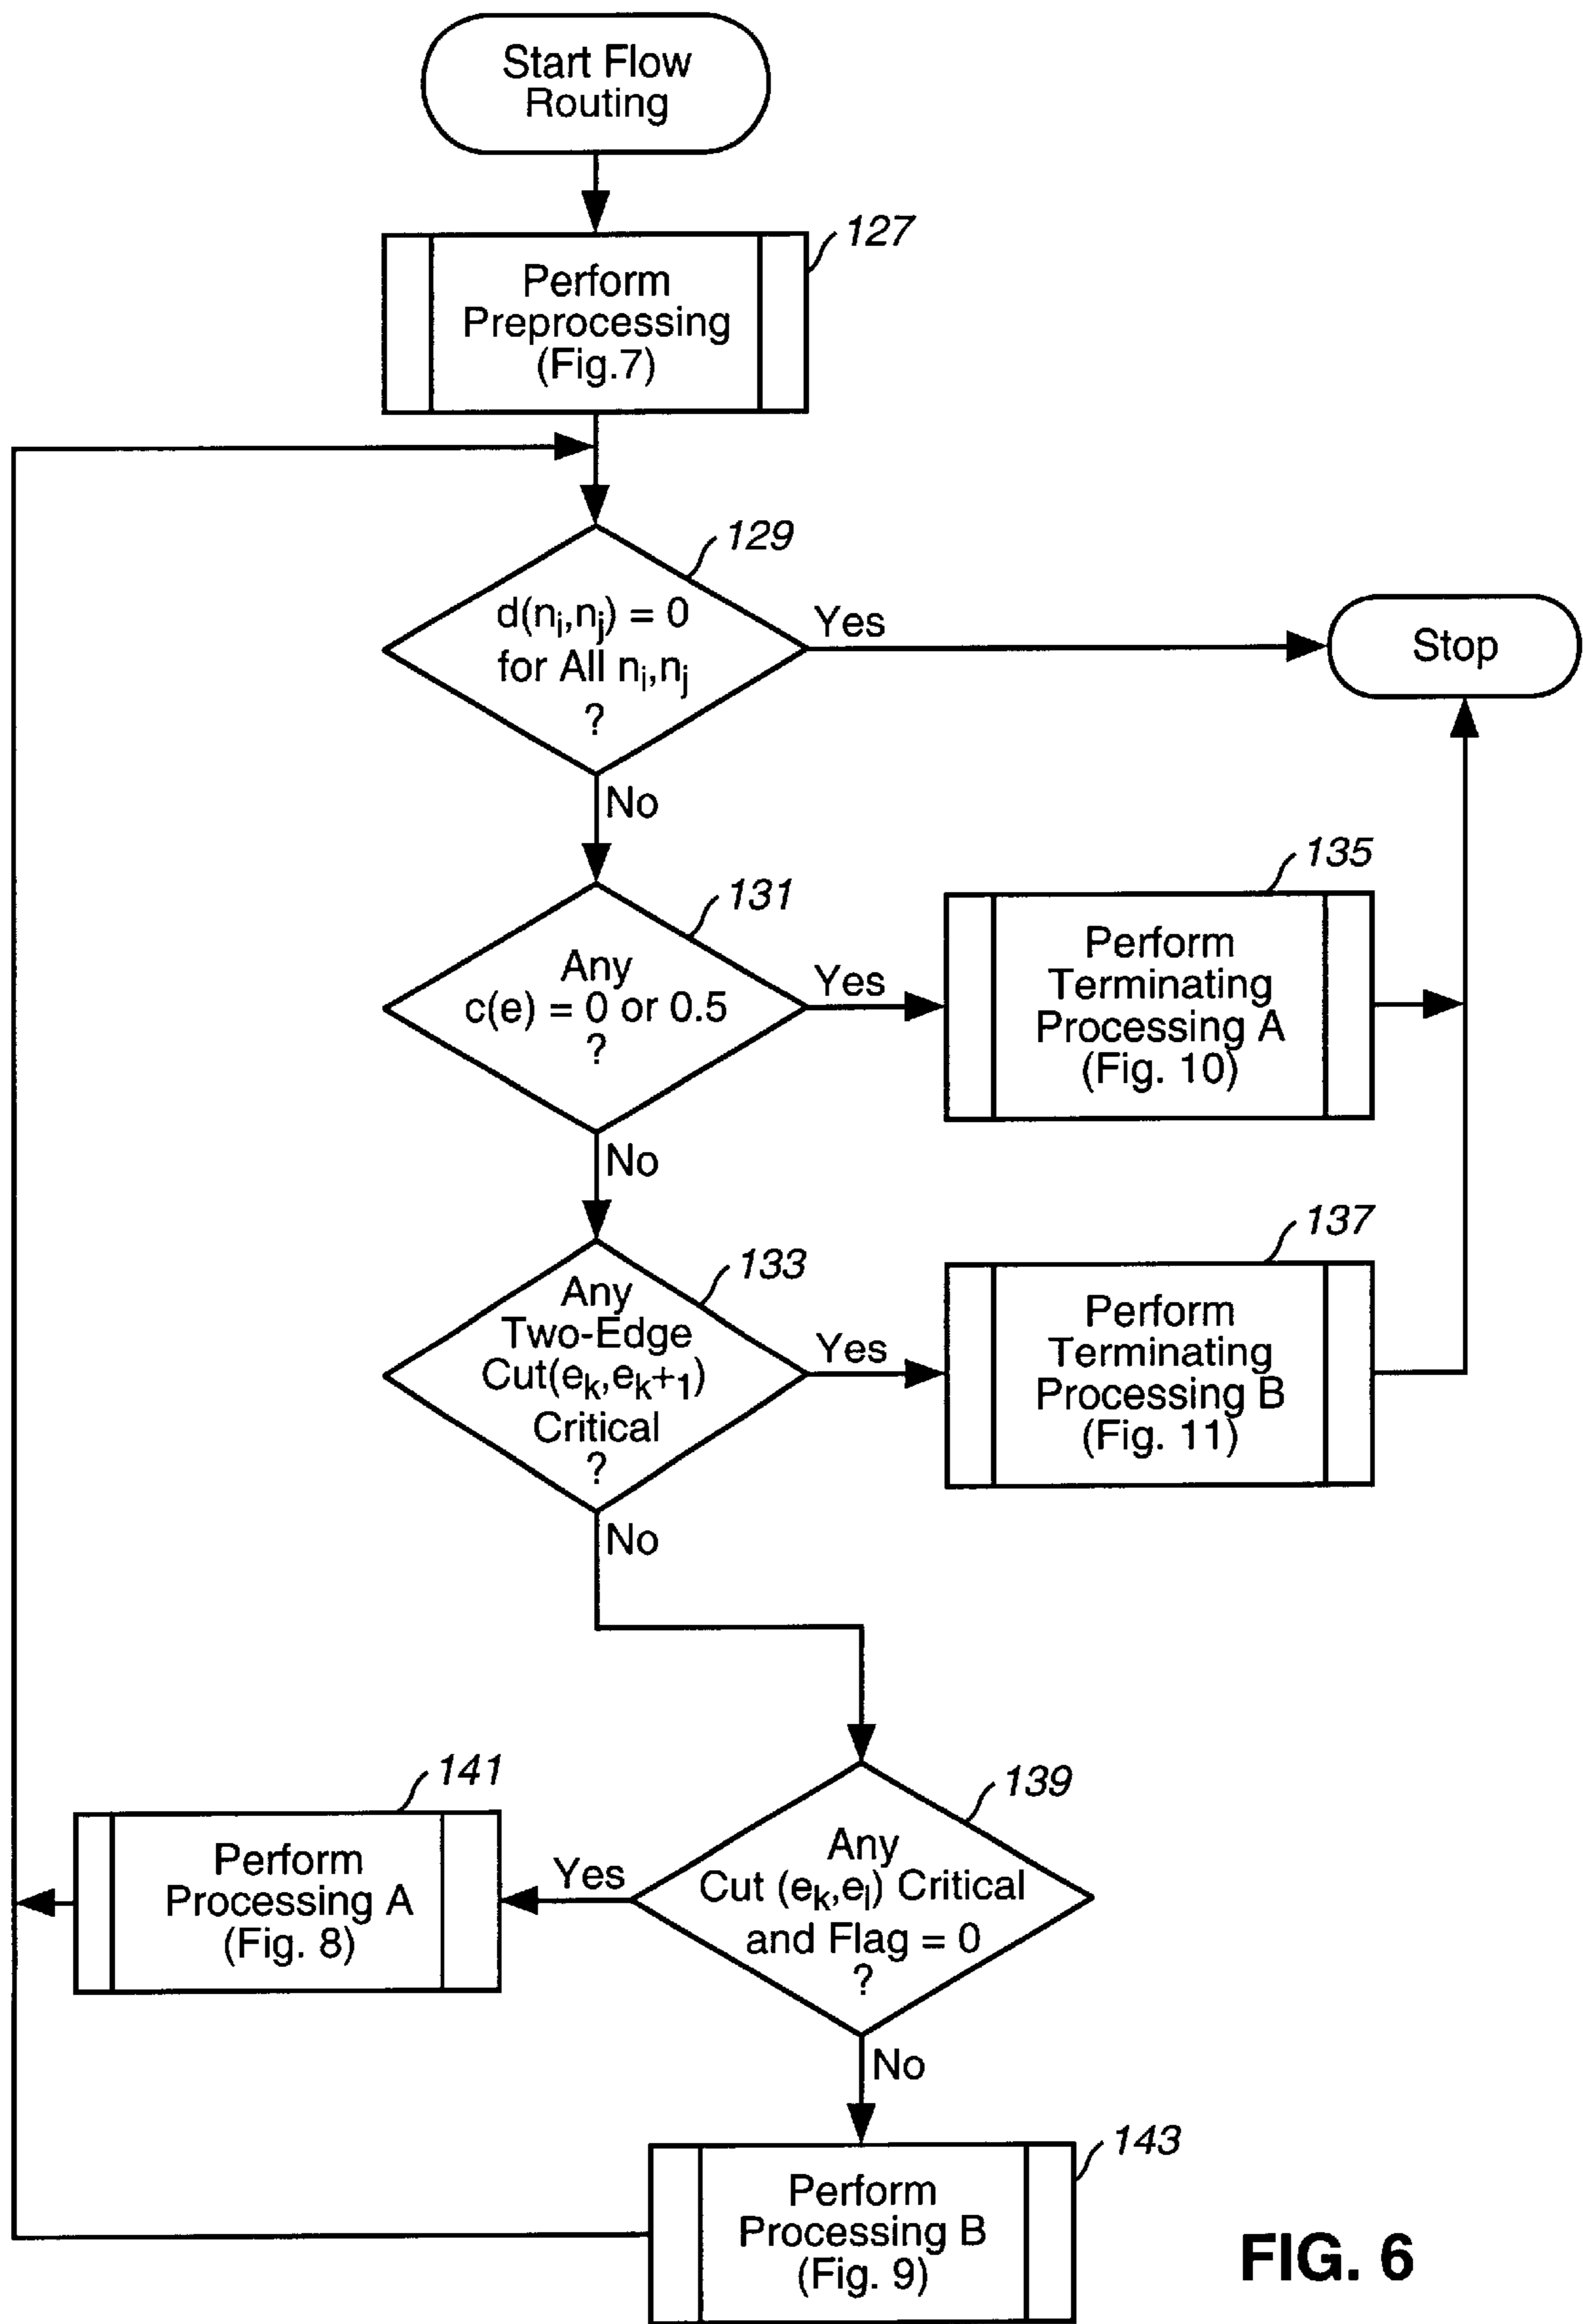 Start Flow
Routing
127
Perform
Preprocessing
(Fig.7)
129
d(ni,nj) = 0
for All ni,nj
?
Yes
Stop
No
131
Any
c(e) = 0 or 0.5
?
Yes
135
Perform
Terminating
Processing A
(Fig. 10)
No
133
Any
Two-Edge
Cut(ek,ek+1)
Critical
?
Yes
137
Perform
Terminating
Processing B
(Fig. 11)
No
139
Any
Cut (ek,el) Critical
and Flag = 0
?
Yes
141
Perform
Processing A
(Fig. 8)
No
143
Perform
Processing B
(Fig. 9)
FIG. 6